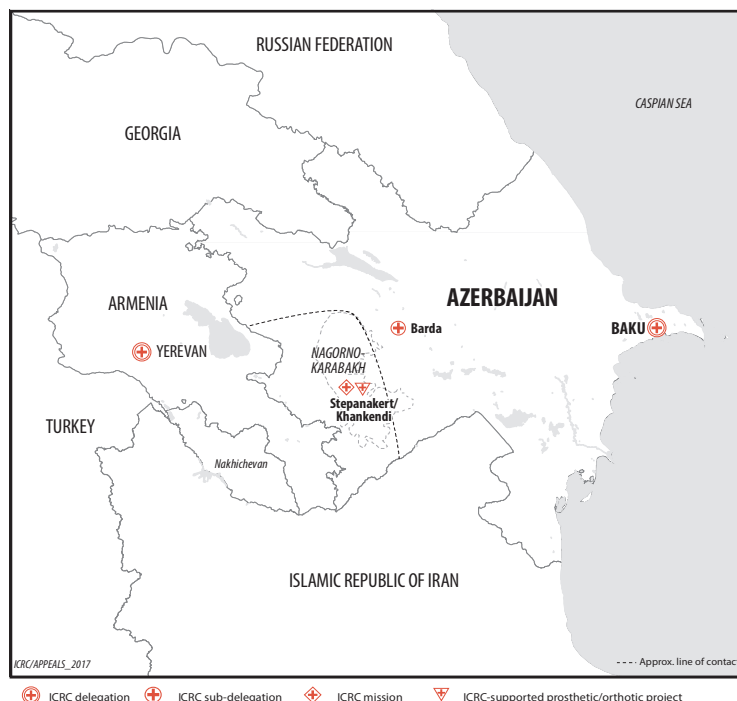 RUSSIAN FEDERATION
CASPIAN SEA
GEORGIA
AZERBAIJAN
ARMENIA
BAKU
Barda
YEREVAN
NAGORNO-
KARABAKH
Stepanakert/
Khankendi
TURKEY
Nakhichevan
ISLAMIC REPUBLIC OF IRAN
ICRC/APPEALS_2017
Approx. line of contact
ICRC delegation
ICRC sub-delegation
ICRC mission
ICRC-supported prosthetic/orthotic project